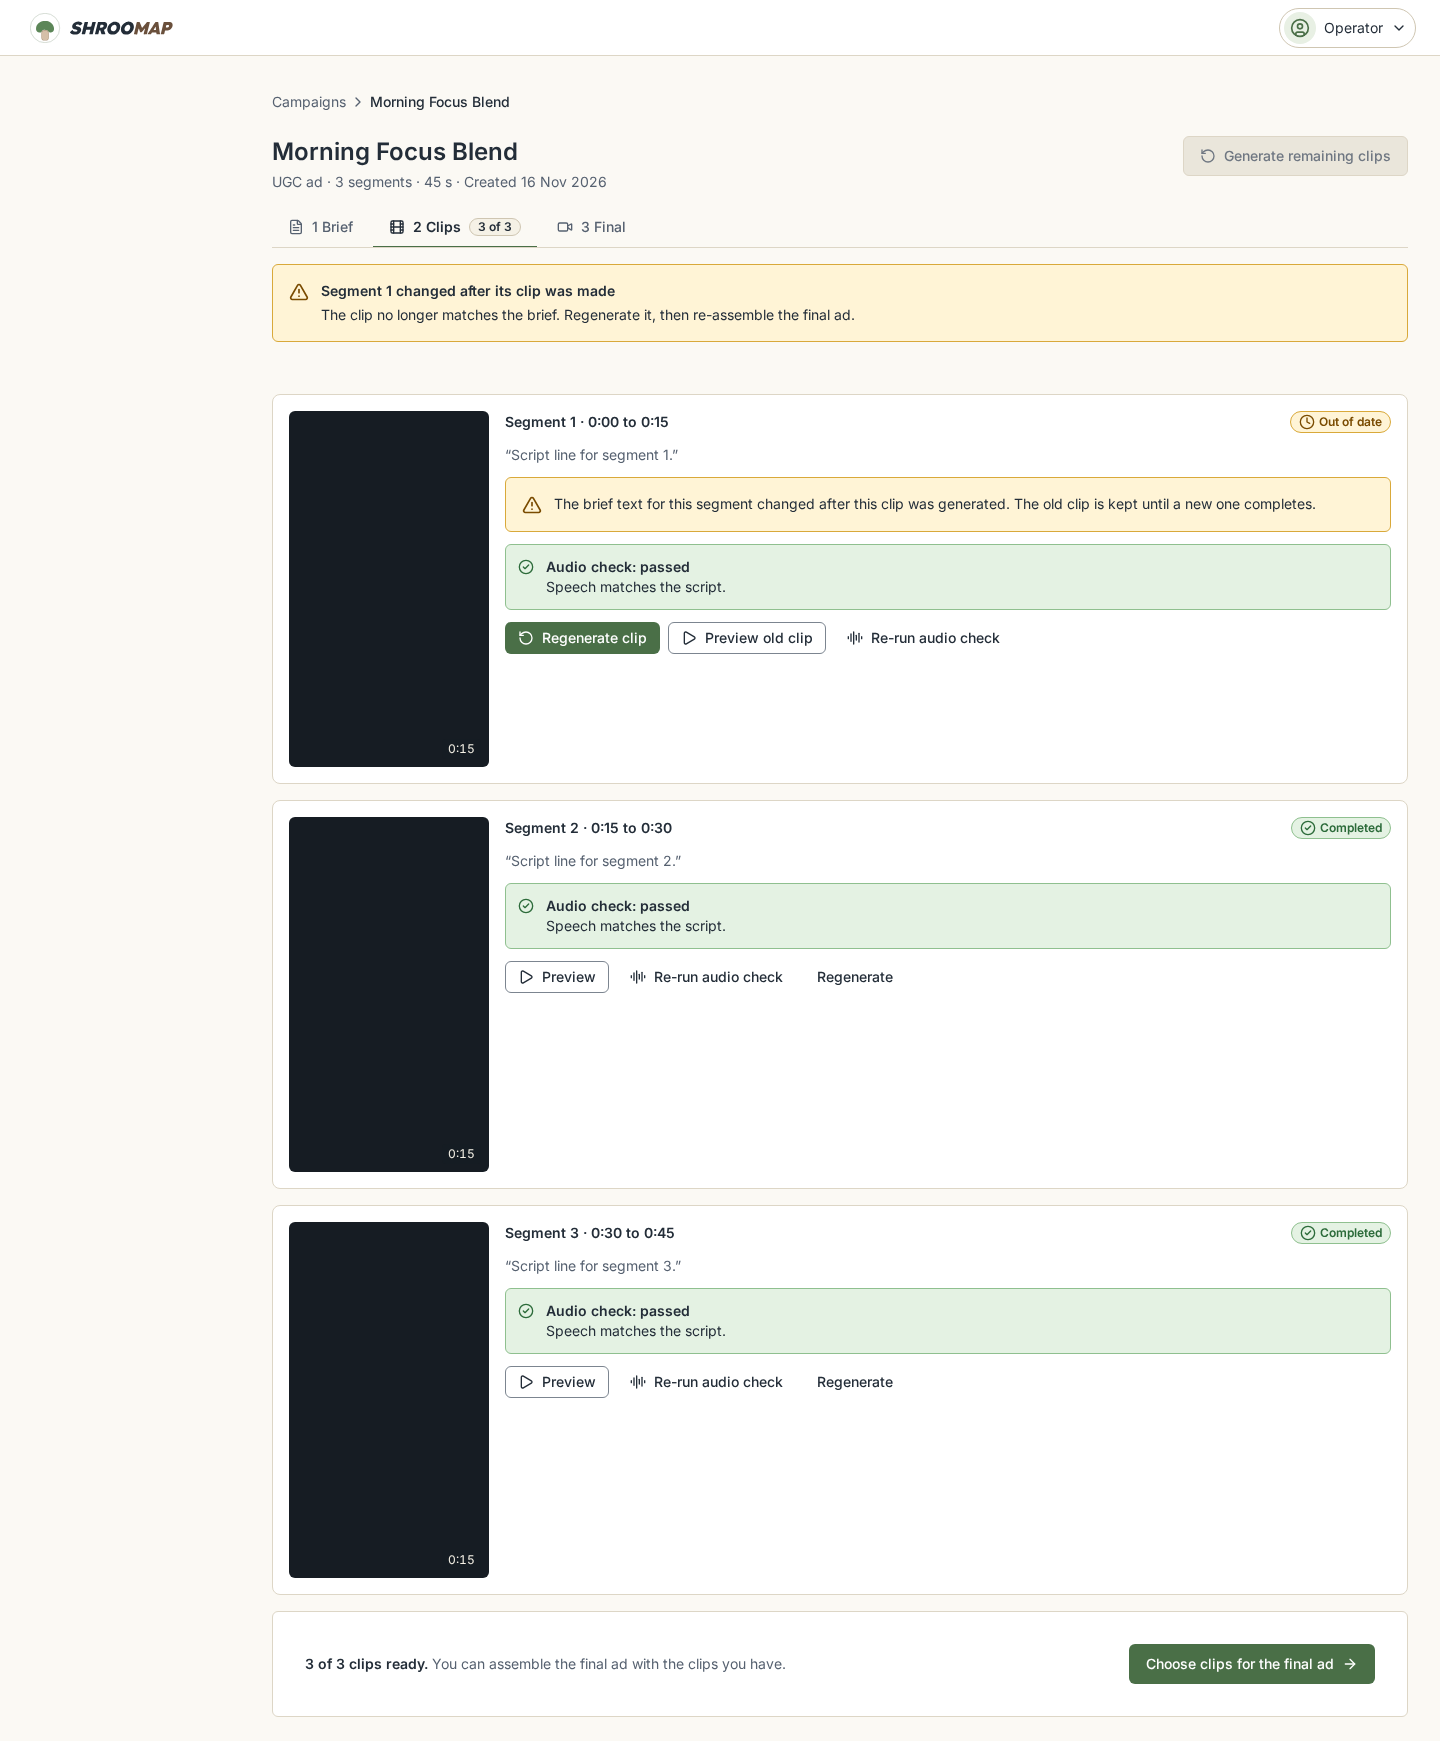 SHROOMAP
Operator
Campaigns
Morning Focus Blend
Morning Focus Blend
Generate remaining clips
UGC ad · 3 segments · 45 s · Created 16 Nov 2026
1 Brief
2 Clips
3 of 3
3 Final
Segment 1 changed after its clip was made
The clip no longer matches the brief. Regenerate it, then re-assemble the final ad.
Segment 1 · 0:00 to 0:15
Out of date
“Script line for segment 1.”
The brief text for this segment changed after this clip was generated. The old clip is kept until a new one completes.
Audio check: passed
Speech matches the script.
Regenerate clip
Preview old clip
Re-run audio check
0:15
Segment 2 · 0:15 to 0:30
Completed
“Script line for segment 2.”
Audio check: passed
Speech matches the script.
Preview
Re-run audio check
Regenerate
0:15
Segment 3 · 0:30 to 0:45
Completed
“Script line for segment 3.”
Audio check: passed
Speech matches the script.
Preview
Re-run audio check
Regenerate
0:15
3 of 3 clips ready. You can assemble the final ad with the clips you have.
Choose clips for the final ad